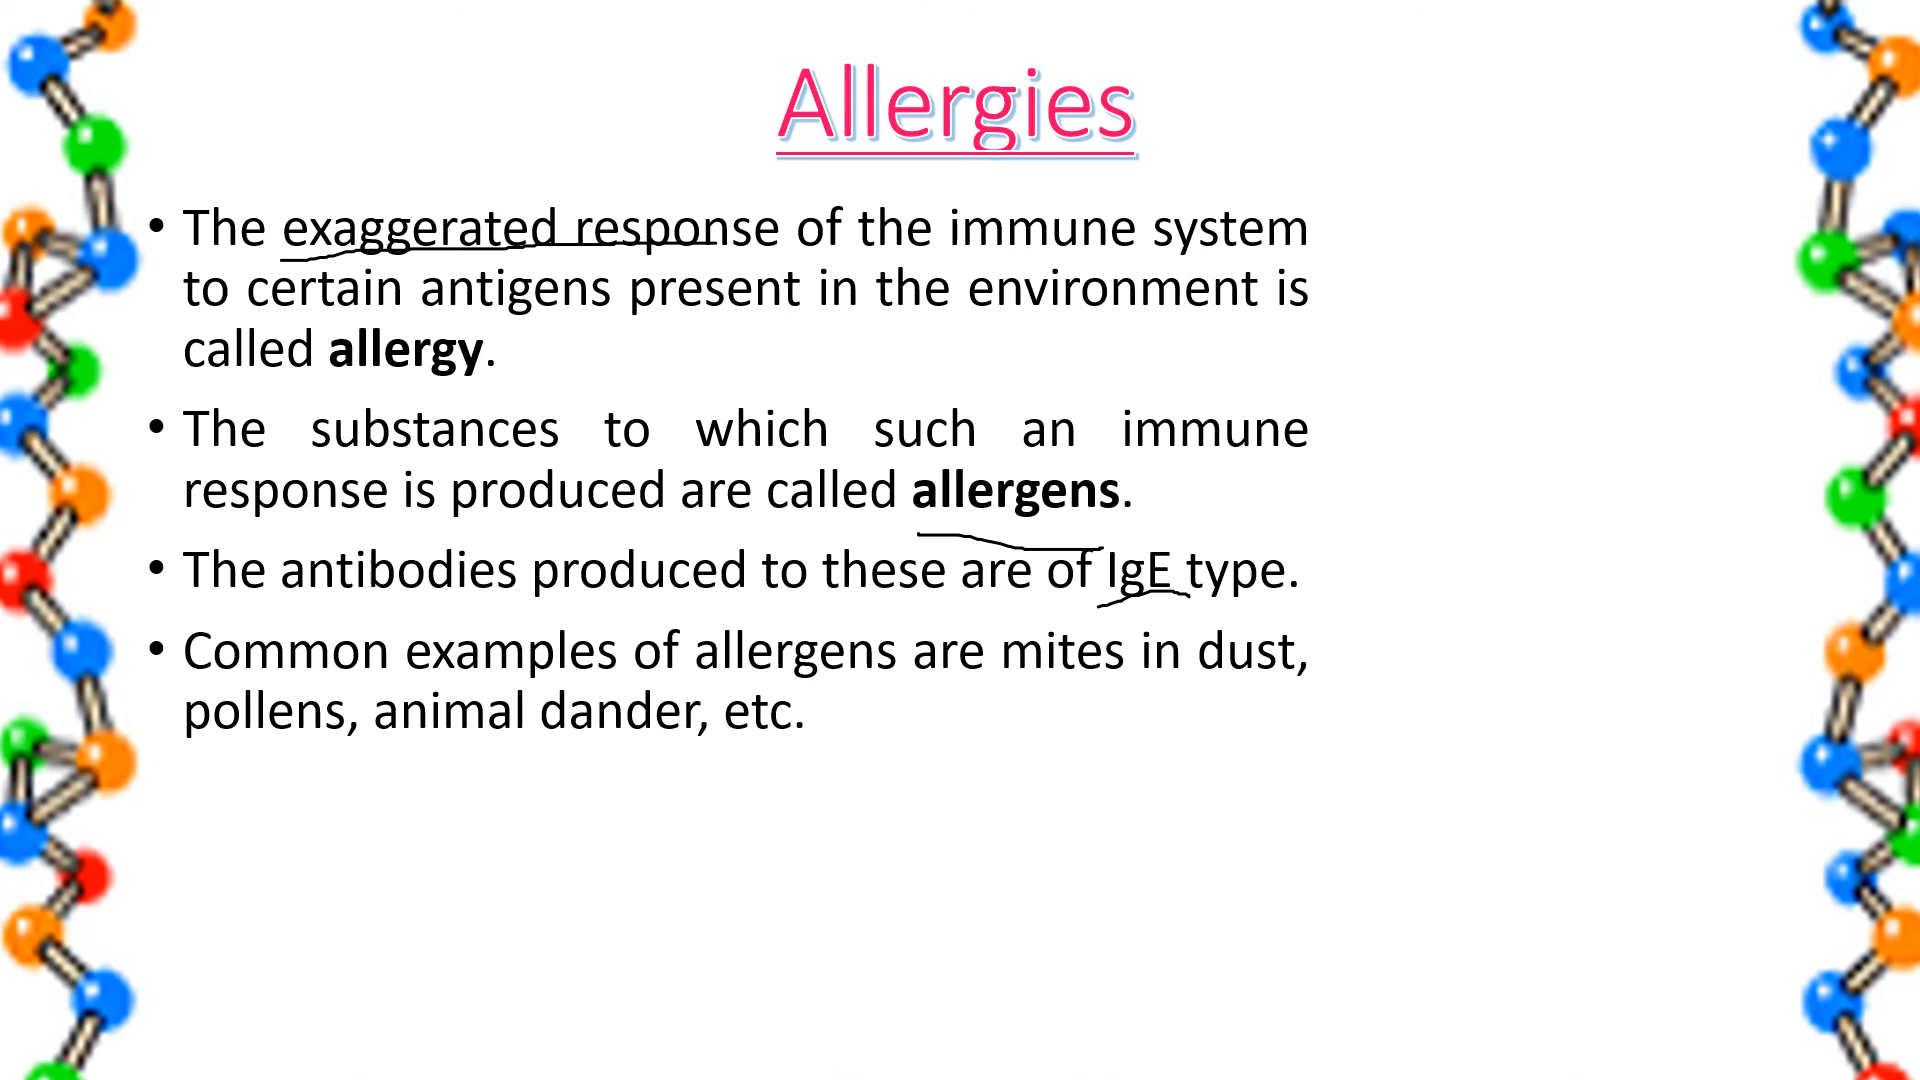 Allergies
• The exaggerated response of the immune system
to certain antigens present in the environment is
called allergy.
• The substances to which such an immune
response is produced are called allergens.
• The antibodies produced to these are of IgE type.
• Common examples of allergens are mites in dust,
pollens, animal dander, etc.